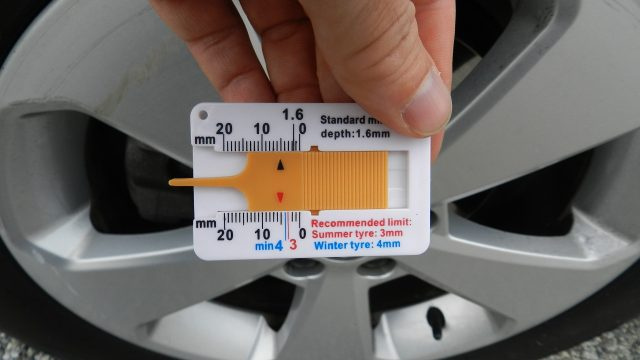 1.6
mm 20 10 0
Standard mi
depth:1.6mm
mm
20 10 0
min4 3
Recommended limit:
Summer tyre: 3mm
Winter tyre: 4mm